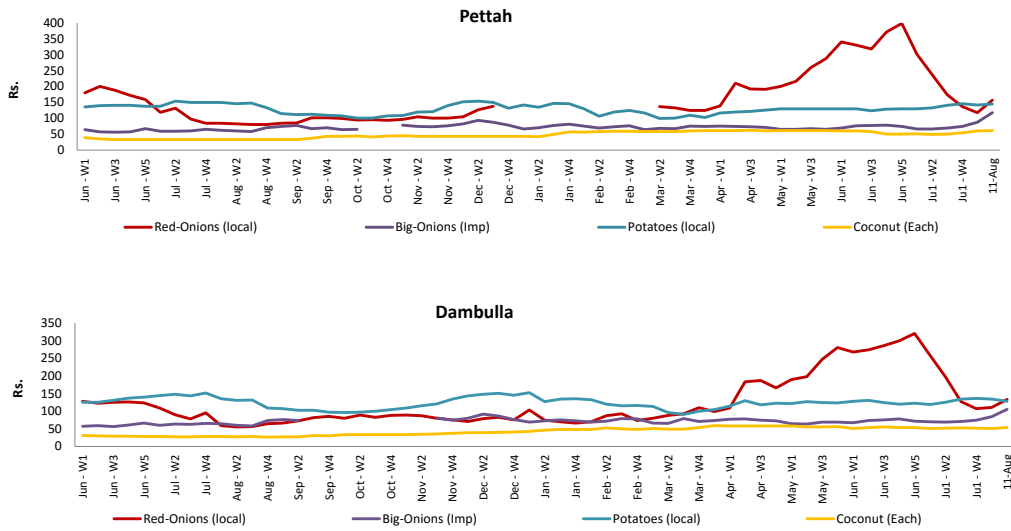 Pettah
400
350
300
250
200
150
100
50
0
Rs.
Jun - W1
Jun - W3
Jun - W5
Jul - W2
Jul - W4
Aug - W2
Aug - W4
Sep - W2
Sep - W4
Oct - W2
Oct - W4
Nov - W2
Nov - W4
Dec - W2
Dec - W4
Jan - W2
Jan - W4
Feb - W2
Feb - W4
Mar - W2
Mar - W4
Apr - W1
Apr - W3
May - W1
May - W3
Jun - W1
Jun - W3
Jun - W5
Ju1 - W2
Ju1 - W4
11-Aug
Red-Onions (local) Big-Onions (Imp) Potatoes (local) Coconut (Each)
Dambulla
350
300
250
200
150
100
50
0
Rs.
Jun - W1
Jun - W3
Jun - W5
Jul - W2
Jul - W4
Aug - W2
Aug - W4
Sep - W2
Sep - W4
Oct - W2
Oct - W4
Nov - W2
Nov - W4
Dec - W2
Dec - W4
Jan - W2
Jan - W4
Feb - W2
Feb - W4
Mar - W2
Mar - W4
Apr - W1
Apr - W3
May - W1
May - W3
Jun - W1
Jun - W3
Jun - W5
Ju1 - W2
Ju1 - W4
11-Aug
Red-Onions (local) Big-Onions (Imp) Potatoes (local) Coconut (Each)